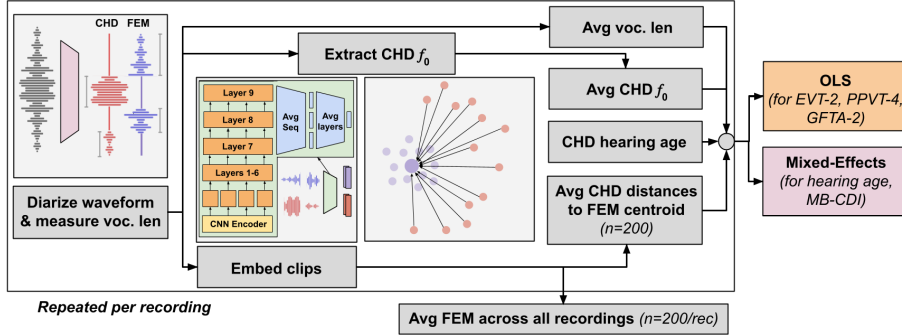 CHD FEM
Diarize waveform
& measure voc. len
Extract CHD f0
Layer 9
Layer 8
Layer 7
Layers 1-6
CNN Encoder
Avg
Seq
Avg
layers
Embed clips
Avg voc. len
Avg CHD f0
CHD hearing age
Avg CHD distances
to FEM centroid
(n=200)
OLS
(for EVT-2, PPVT-4,
GFTA-2)
Mixed-Effects
(for hearing age,
MB-CDI)
Repeated per recording
Avg FEM across all recordings (n=200/rec)